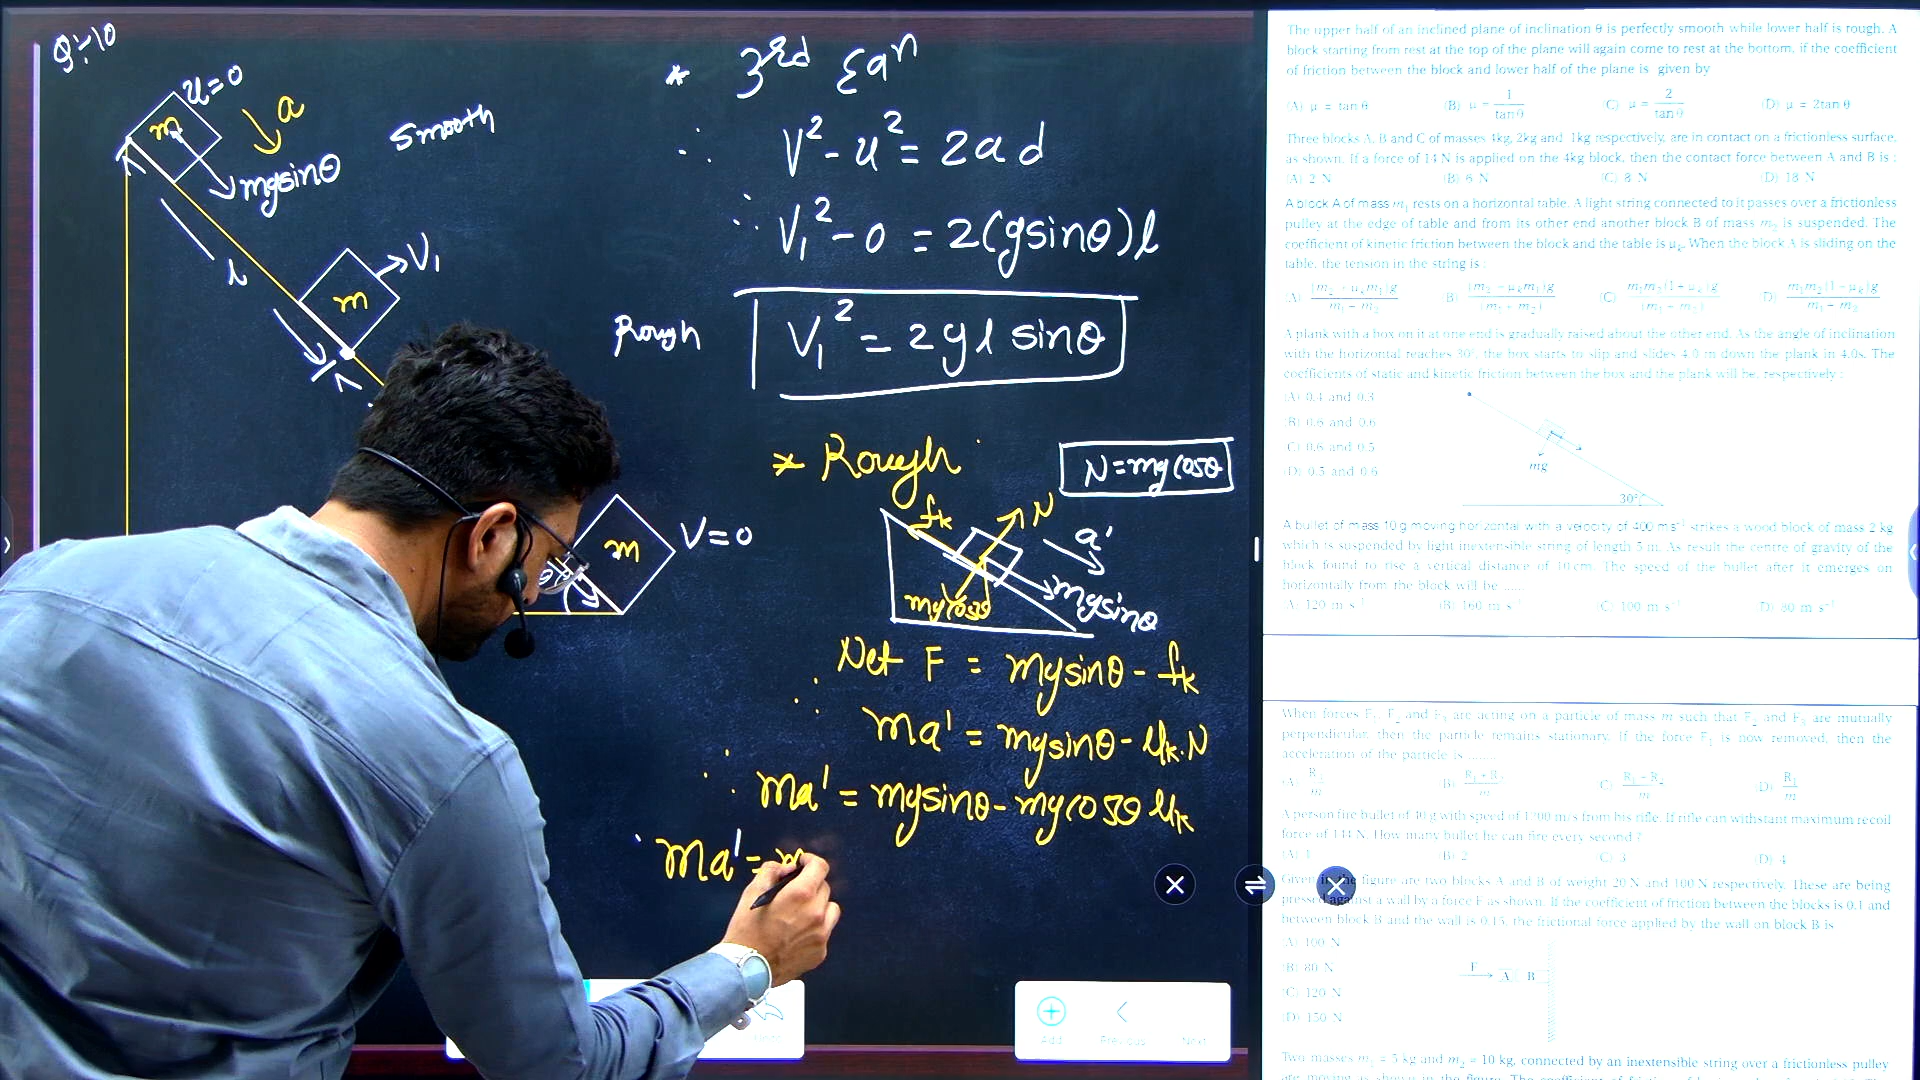 Q:-10
u=0
a
m
mgsinθ
smooth
l
V₁
m
l
Rough
m
V=0
θ
* 3rd Eqn
∴ V² - u² = 2ad
∴ V₁² - 0 = 2(gsinθ)l
V₁² = 2glsinθ
* Rough
N=mgcosθ
fk
N
a'
mgcosθ
mgsinθ
Net F = mgsinθ - fk
∴ ma' = mgsinθ - μk.N
∴ ma' = mgsinθ - mgcosθ μk
ma' = m
Add
Previous
Next
The upper half of an inclined plane of inclination θ is perfectly smooth while lower half is rough. A
block starting from rest at the top of the plane will again come to rest at the bottom, if the coefficient
of friction between the block and lower half of the plane is given by
(A) μ = tan θ (B) μ = 1/tan θ (C) μ = 2/tan θ (D) μ = 2tan θ
Three blocks A, B and C of masses 4kg, 2kg and 1kg respectively, are in contact on a frictionless surface,
as shown. If a force of 14 N is applied on the 4kg block, then the contact force between A and B is :
(A) 2 N (B) 6 N (C) 8 N (D) 18 N
A block A of mass m₁ rests on a horizontal table. A light string connected to it passes over a frictionless
pulley at the edge of table and from its other end another block B of mass m₂ is suspended. The
coefficient of kinetic friction between the block and the table is μk. When the block A is sliding on the
table, the tension in the string is :
A plank with a box on it at one end is gradually raised about the other end. As the angle of inclination
with the horizontal reaches 30°, the box starts to slip and slides 4.0 m down the plank in 4.0s. The
coefficients of static and kinetic friction between the box and the plank will be, respectively :
(A) 0.4 and 0.3
(B) 0.6 and 0.6
(C) 0.6 and 0.5
(D) 0.5 and 0.6
mg
30°
A bullet of mass 10 g moving horizontal with a velocity of 400 m s⁻¹ strikes a wood block of mass 2 kg
which is suspended by light inextensible string of length 5 m. As result the centre of gravity of the
block found to rise a vertical distance of 10 cm. The speed of the bullet after it emerges on
horizontally from the block will be ......
(A) 120 m s⁻¹ (B) 160 m s⁻¹ (C) 100 m s⁻¹ (D) 80 m s⁻¹
When forces F₁, F₂ and F₃ are acting on a particle of mass m such that F₂ and F₃ are mutually
perpendicular, then the particle remains stationary. If the force F₁ is now removed, then the
acceleration of the particle is ........
A person fire bullet of 40 g with speed of 1200 m/s from his rifle. If rifle can withstant maximum recoil
force of 144 N. How many bullet he can fire every second ?
(A) 1 (B) 2 (C) 3 (D) 4
Given in the figure are two blocks A and B of weight 20 N and 100 N respectively. These are being
pressed against a wall by a force F as shown. If the coefficient of friction between the blocks is 0.1 and
between block B and the wall is 0.15, the frictional force applied by the wall on block B is
(A) 100 N
(B) 80 N
(C) 120 N
(D) 150 N
F A B
Two masses m₁ = 5 kg and m₂ = 10 kg, connected by an inextensible string over a frictionless pulley
are moving as shown in the figure. The coefficient of